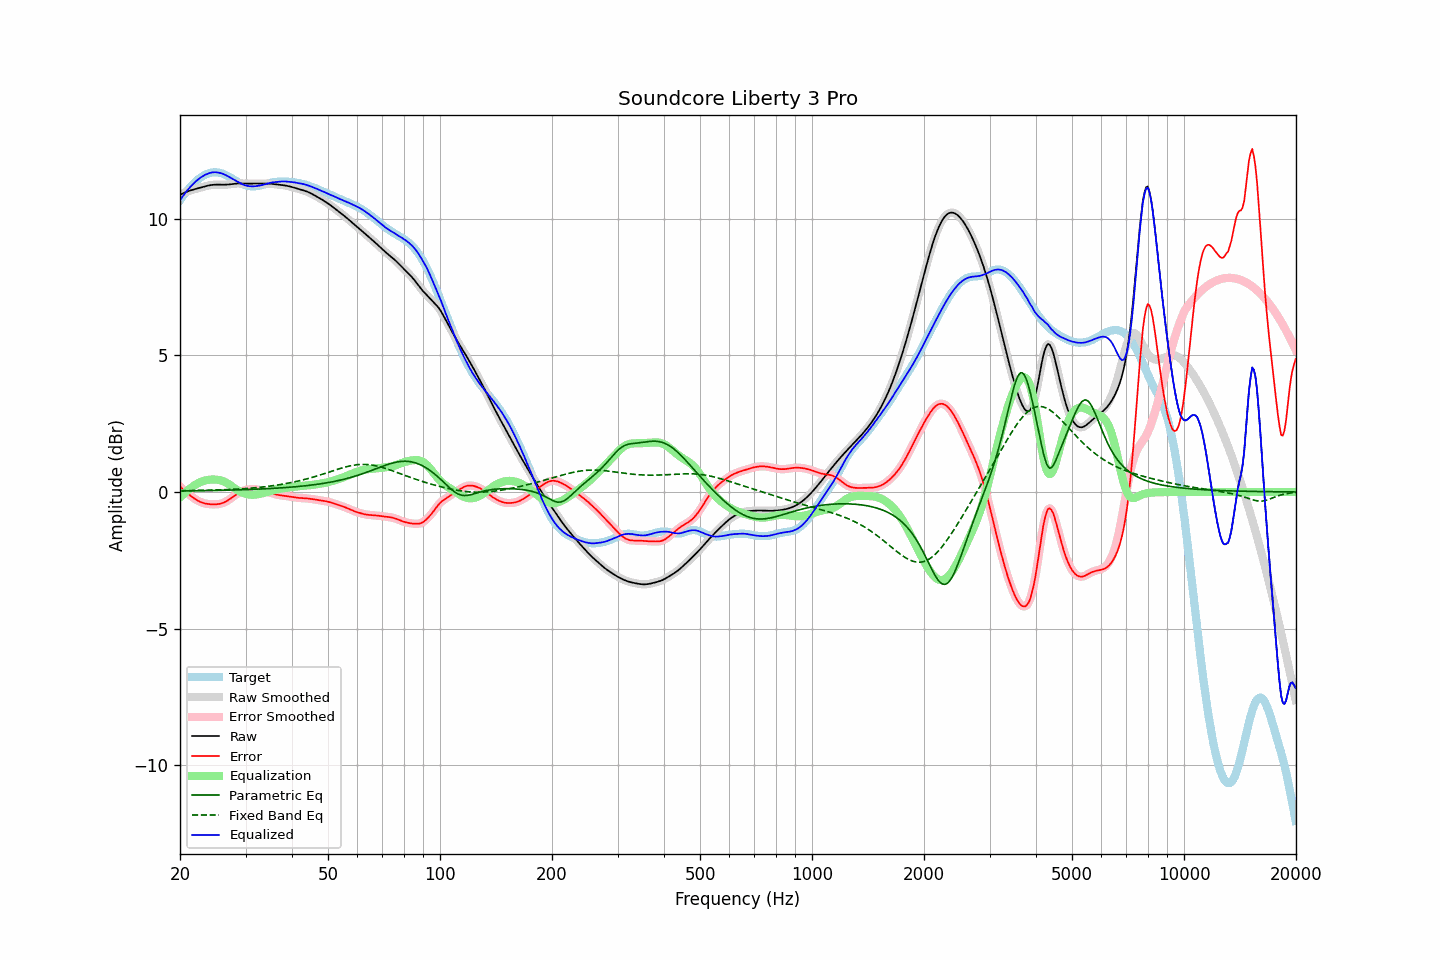 Soundcore Liberty 3 Pro
Amplitude (dBr)
10
5
0
−5
−10
Target
Raw Smoothed
Error Smoothed
Raw
Error
Equalization
Parametric Eq
Fixed Band Eq
Equalized
20 50 100 200 500 1000 2000 5000 10000 20000
Frequency (Hz)